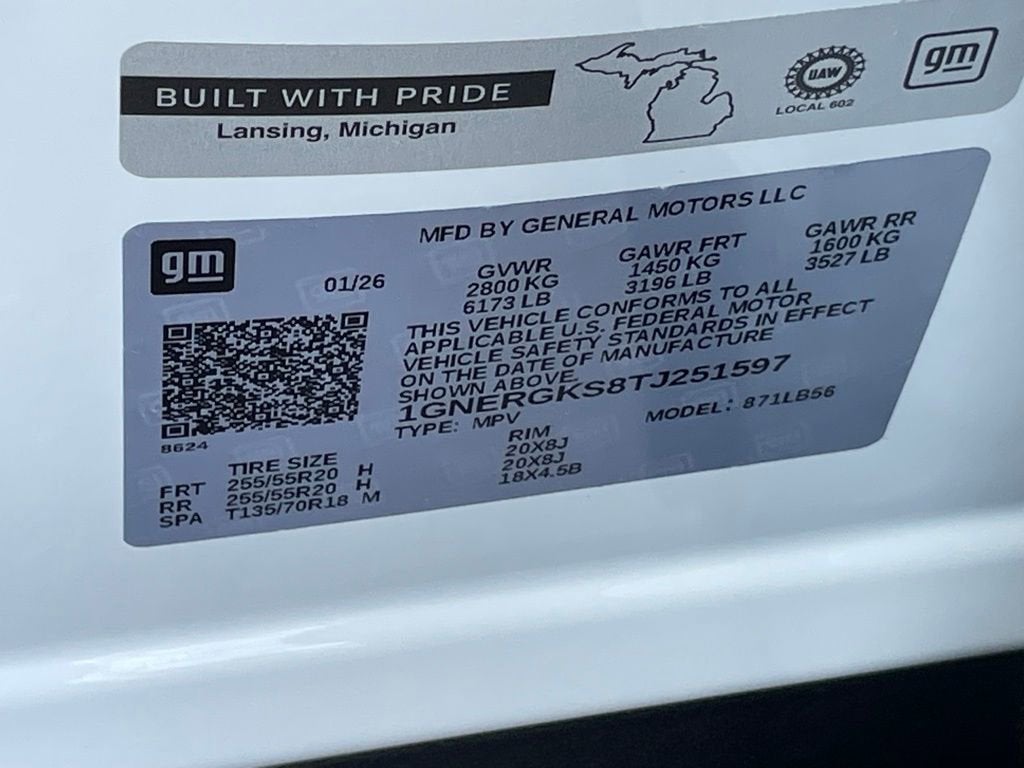 BUILT WITH PRIDE
Lansing, Michigan
UAW
LOCAL 602
gm
MFD BY GENERAL MOTORS LLC
gm
01/26
GVWR
2800 KG
6173 LB
GAWR FRT
1450 KG
3196 LB
GAWR RR
1600 KG
3527 LB
THIS VEHICLE CONFORMS TO ALL
APPLICABLE U.S. FEDERAL MOTOR
VEHICLE SAFETY STANDARDS IN EFFECT
ON THE DATE OF MANUFACTURE
SHOWN ABOVE.
1GNERGKS8TJ251597
TYPE: MPV MODEL: 871LB56
8624
TIRE SIZE RIM
FRT 255/55R20 H 20X8J
RR 255/55R20 H 20X8J
SPA T135/70R18 M 18X4.5B